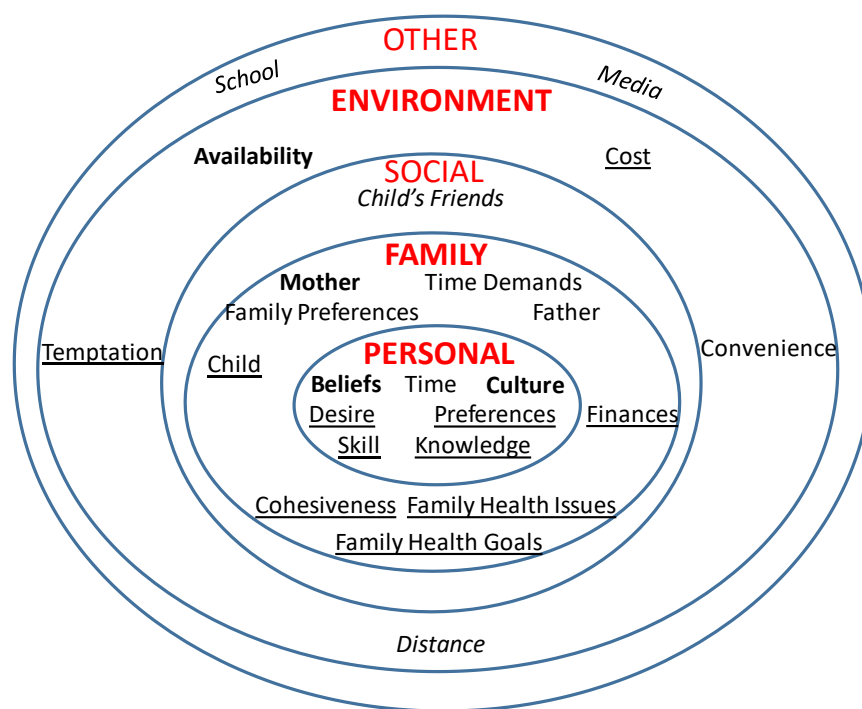 OTHER
School
Media
ENVIRONMENT
Availability
Cost
SOCIAL
Child's Friends
FAMILY
Mother
Time Demands
Family Preferences
Father
PERSONAL
Temptation
Child
Convenience
Beliefs
Time
Culture
Desire
Preferences
Finances
Skill
Knowledge
Cohesiveness
Family Health Issues
Family Health Goals
Distance